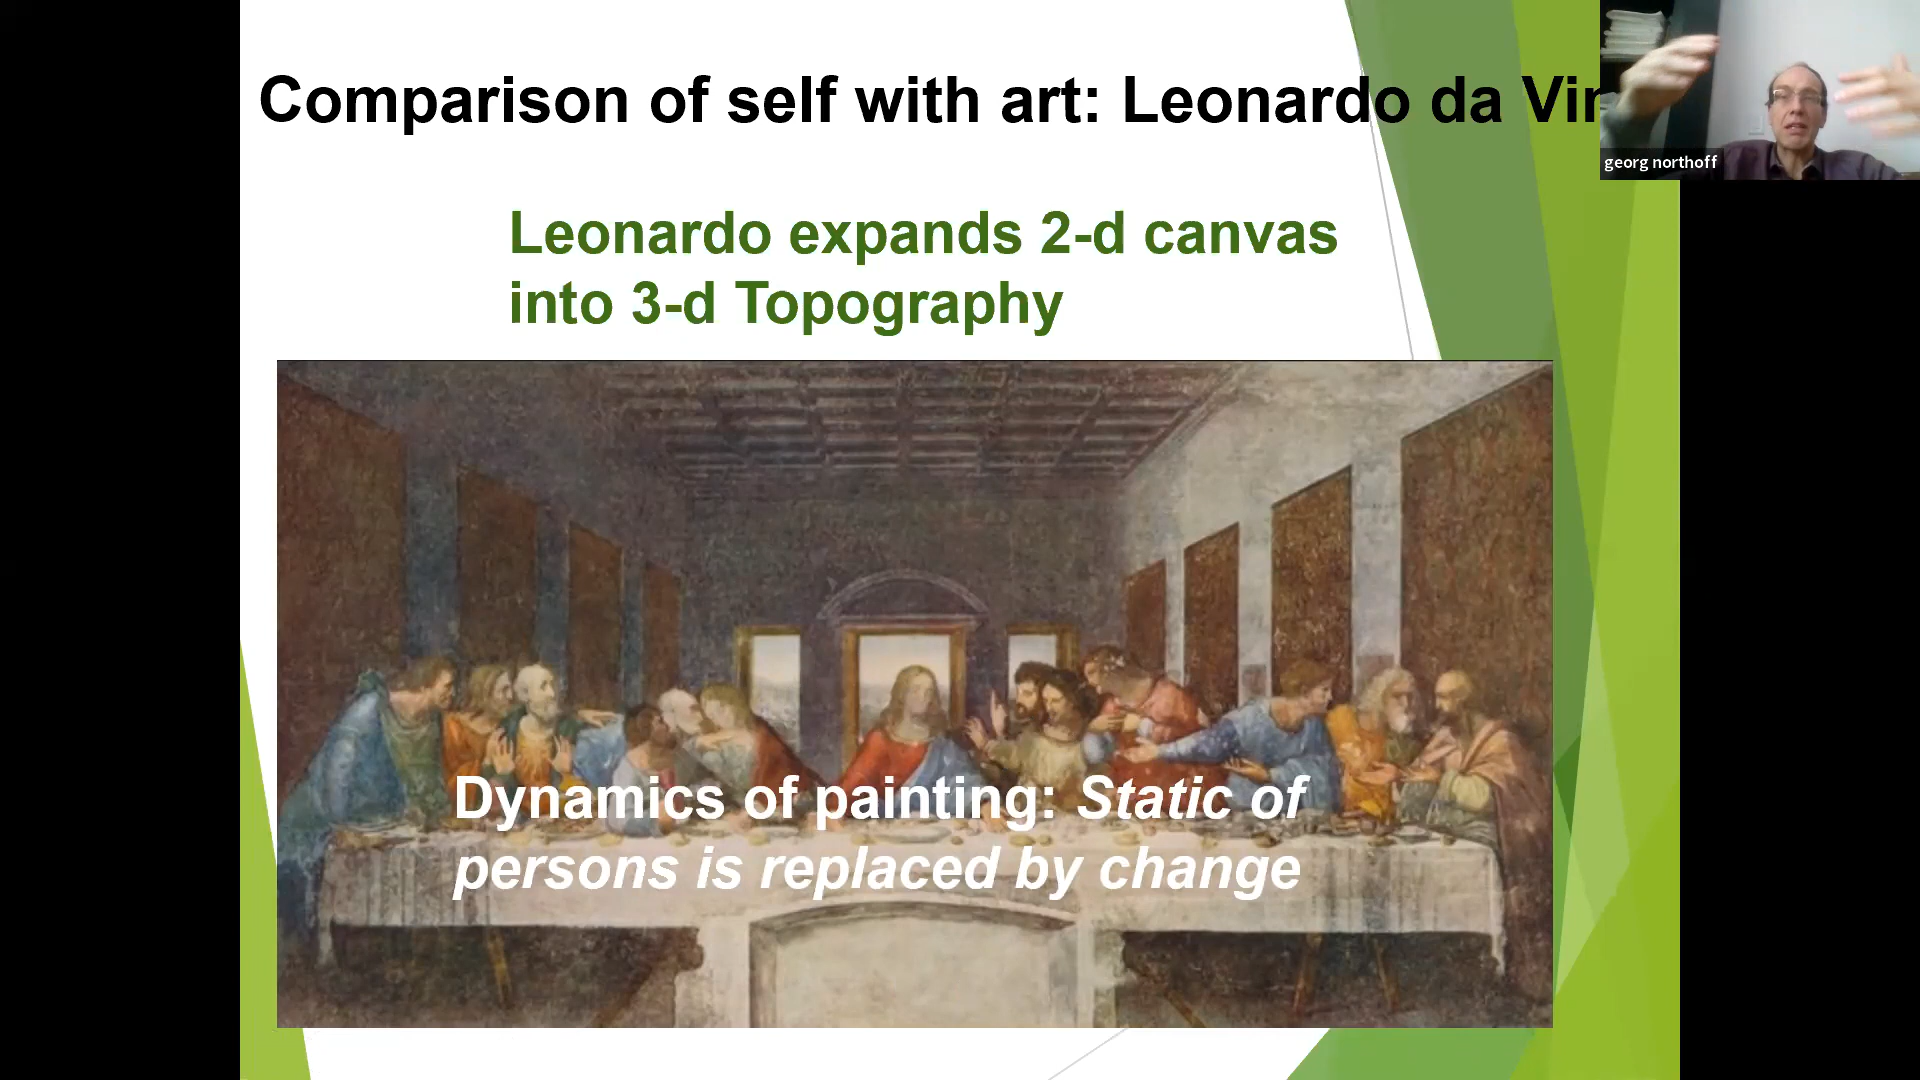 Comparison of self with art: Leonardo da Vin
georg northoff
Leonardo expands 2-d canvas
into 3-d Topography
Dynamics of painting: Static of
persons is replaced by change